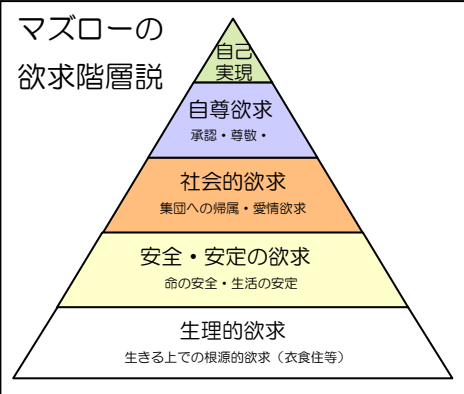 マズローの
欲求階層説
自己
実現
自尊欲求
承認・尊敬・
社会的欲求
集団への帰属・愛情欲求
安全・安定の欲求
命の安全・生活の安定
生理的欲求
生きる上での根源的欲求（衣食住等）